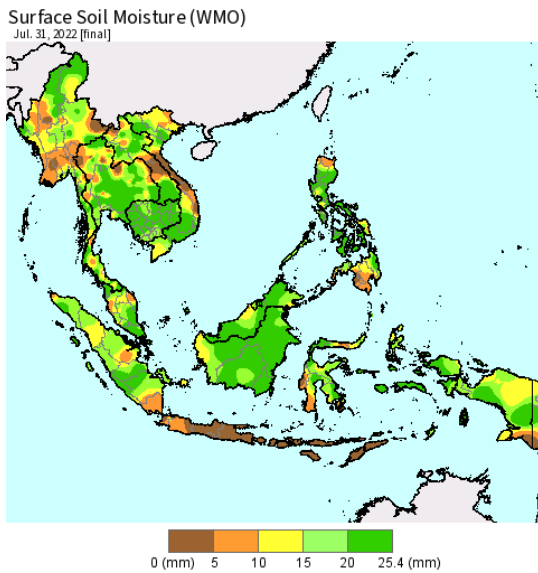 Surface Soil Moisture (WMO)
Jul. 31, 2022 [final]
0 (mm) 5 10 15 20 25.4 (mm)